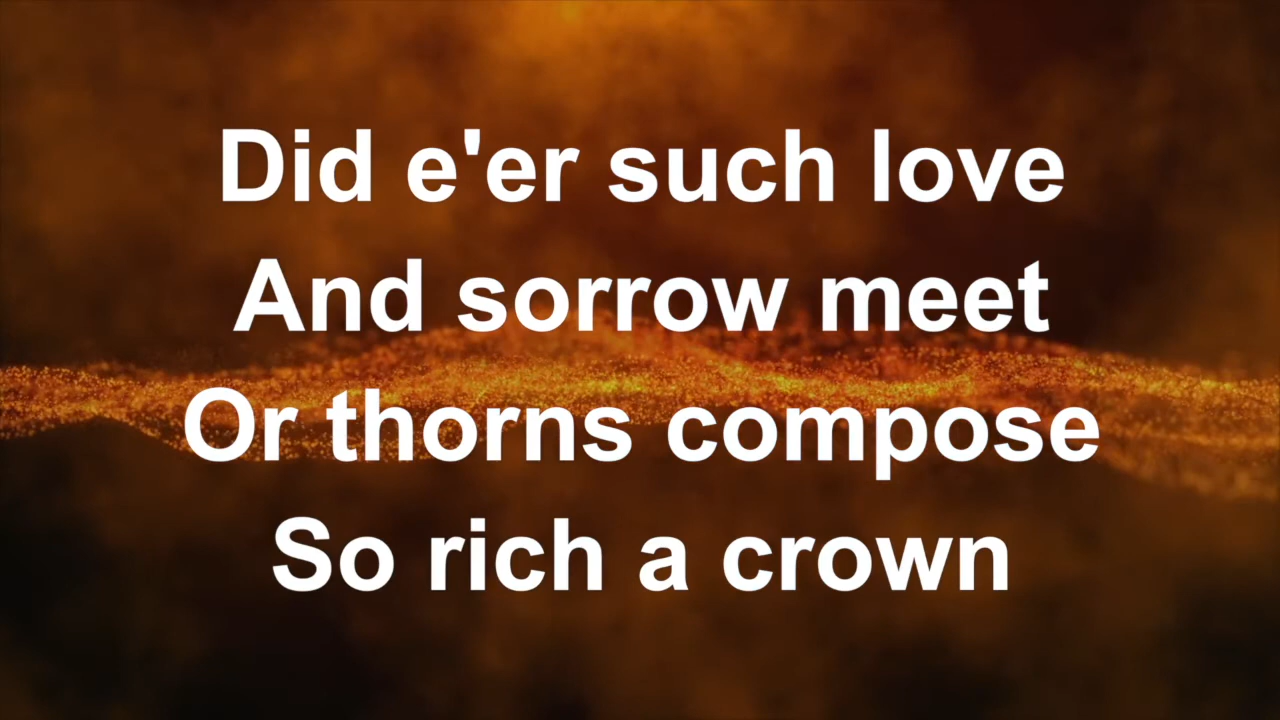 Did e'er such love
And sorrow meet
Or thorns compose
So rich a crown